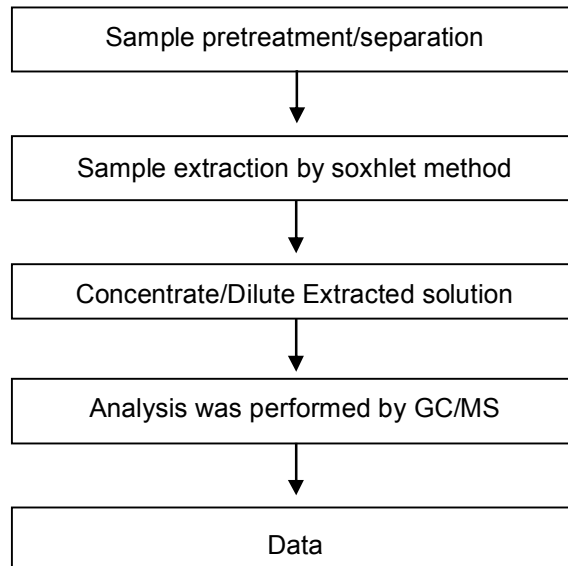 Sample pretreatment/separation
Sample extraction by soxhlet method
Concentrate/Dilute Extracted solution
Analysis was performed by GC/MS
Data